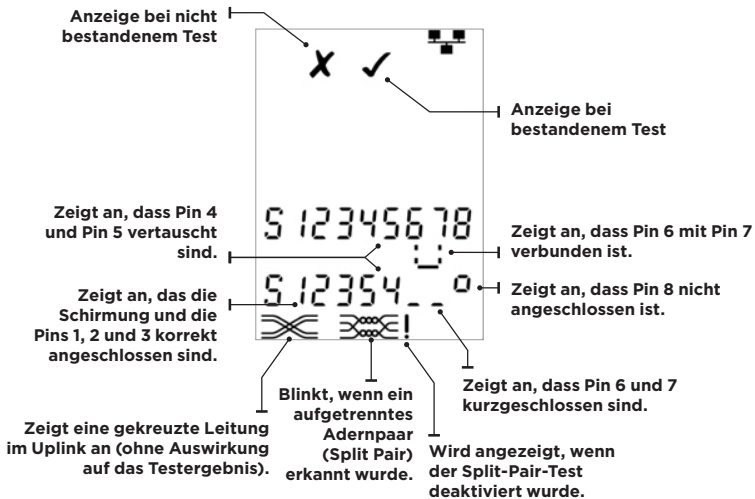 Anzeige bei nicht
bestandenem Test
Anzeige bei
bestandenem Test
Zeigt an, dass Pin 4
und Pin 5 vertauscht
sind.
S 12345678
Zeigt an, dass Pin 6 mit Pin 7
verbunden ist.
Zeigt an, das die
Schirmung und die
Pins 1, 2 und 3 korrekt
angeschlossen sind.
S12354_ _ o
Zeigt an, dass Pin 8 nicht
angeschlossen ist.
!
Zeigt an, dass Pin 6 und 7
kurzgeschlossen sind.
Zeigt eine gekreuzte Leitung
im Uplink an (ohne Auswirkung
auf das Testergebnis).
Blinkt, wenn ein
aufgetrenntes
Adernpaar
(Split Pair)
erkannt wurde.
Wird angezeigt, wenn
der Split-Pair-Test
deaktiviert wurde.